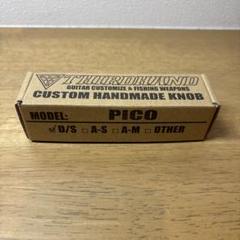 THIRDHAND
GUITAR CUSTOMIZE & FISHING WEAPONS
CUSTOM HANDMADE KNOB
MODEL: PICO
☑D/S □A-S □A-M □OTHER